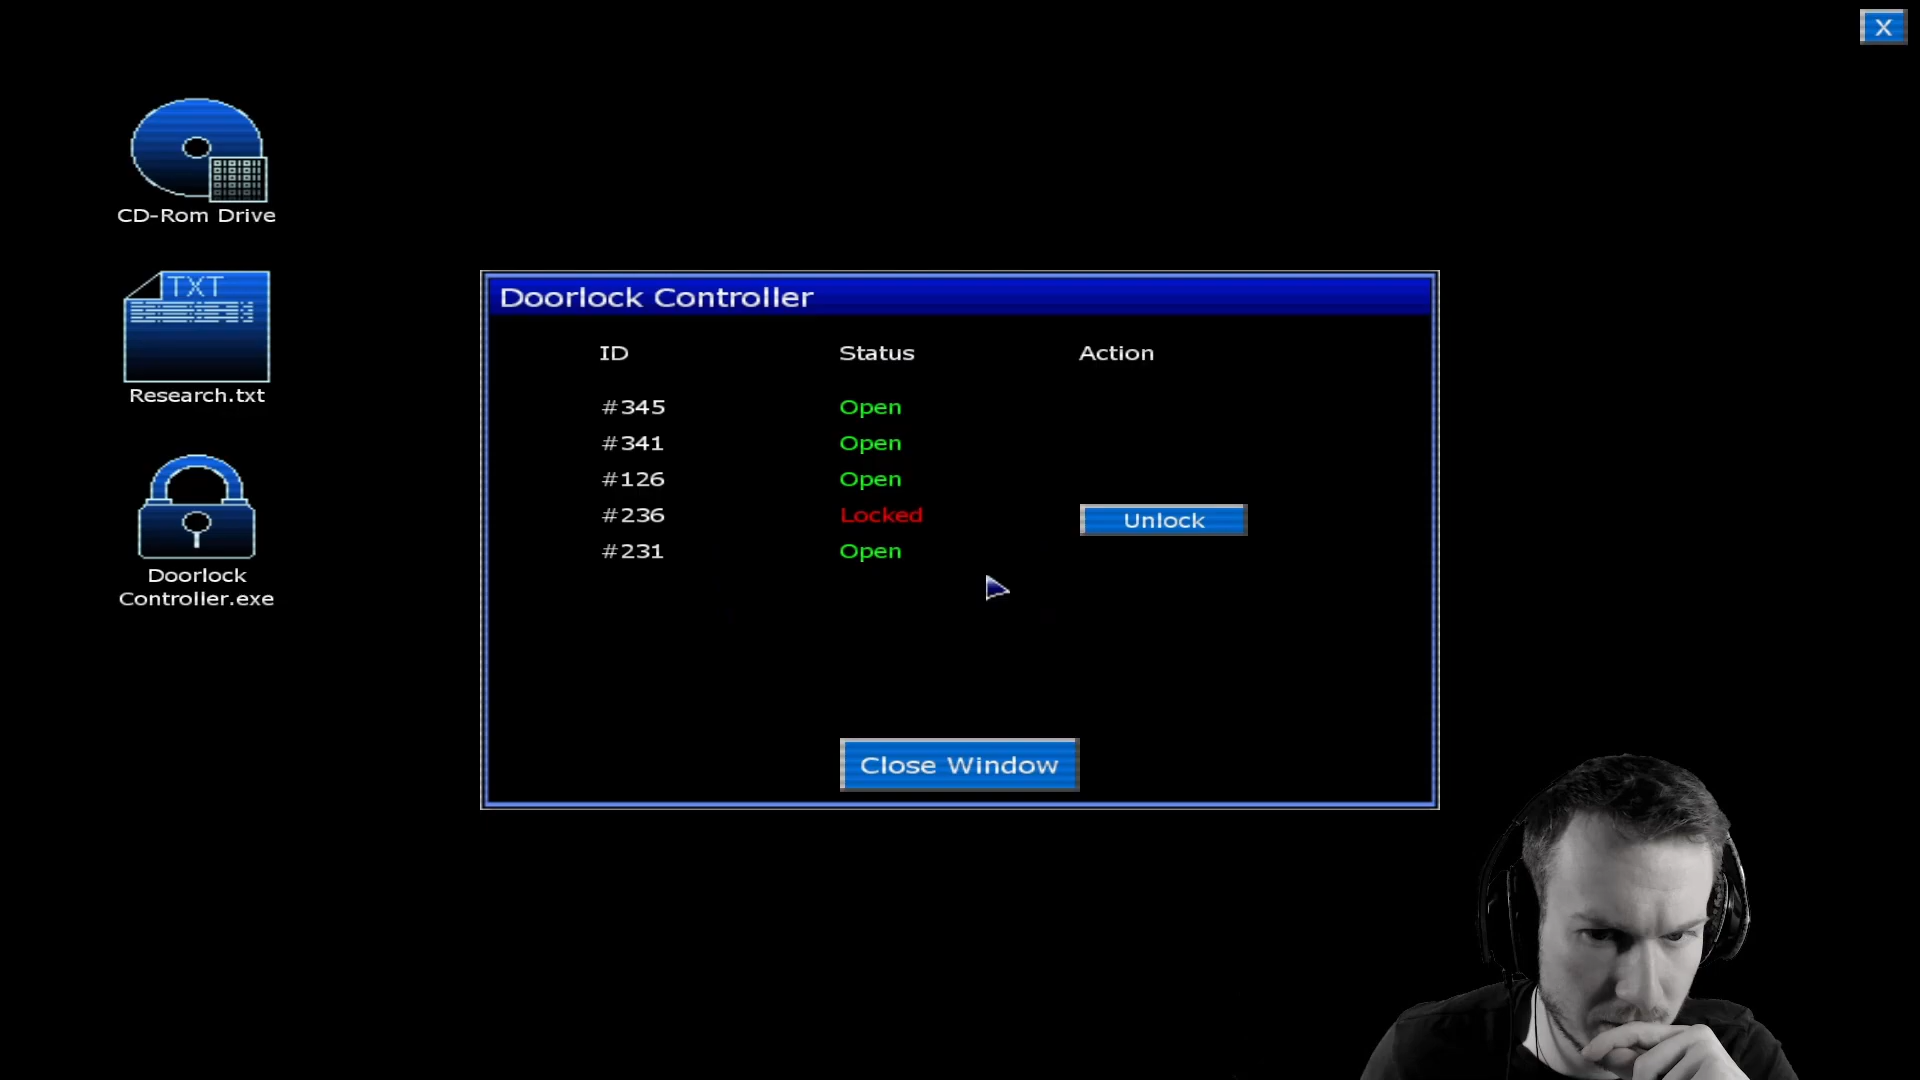 X
CD-Rom Drive
TXT
Research.txt
Doorlock
Controller.exe
Doorlock Controller
ID Status Action
#345 Open
#341 Open
#126 Open
#236 Locked Unlock
#231 Open
Close Window